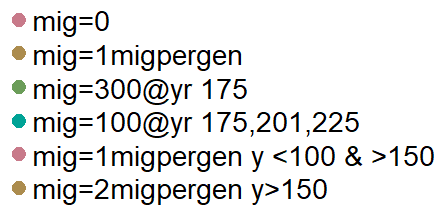 mig=0
mig=1migpergen
mig=300@yr 175
mig=100@yr 175,201,225
mig=1migpergen y <100 & >150
mig=2migpergen y>150